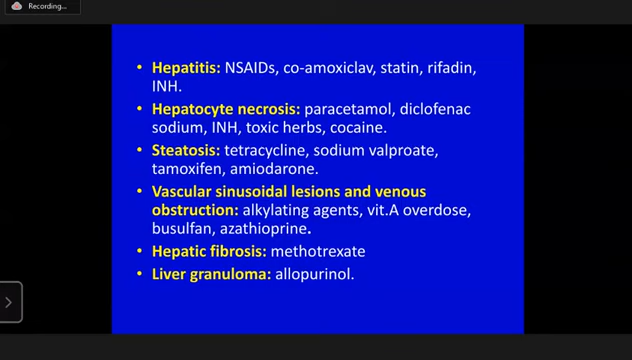 Recording...
• Hepatitis: NSAIDs, co-amoxiclav, statin, rifadin,
INH.
• Hepatocyte necrosis: paracetamol, diclofenac
sodium, INH, toxic herbs, cocaine.
• Steatosis: tetracycline, sodium valproate,
tamoxifen, amiodarone.
• Vascular sinusoidal lesions and venous
obstruction: alkylating agents, vit.A overdose,
busulfan, azathioprine.
• Hepatic fibrosis: methotrexate
• Liver granuloma: allopurinol.